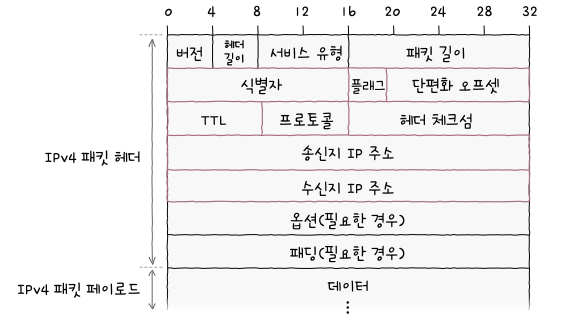 0 4 8 12 16 20 24 28 32
버전 헤더 길이 서비스 유형 패킷 길이
식별자 플래그 단편화 오프셋
TTL 프로토콜 헤더 체크섬
IPv4 패킷 헤더
송신지 IP 주소
수신지 IP 주소
옵션(필요한 경우)
패딩(필요한 경우)
IPv4 패킷 페이로드
데이터